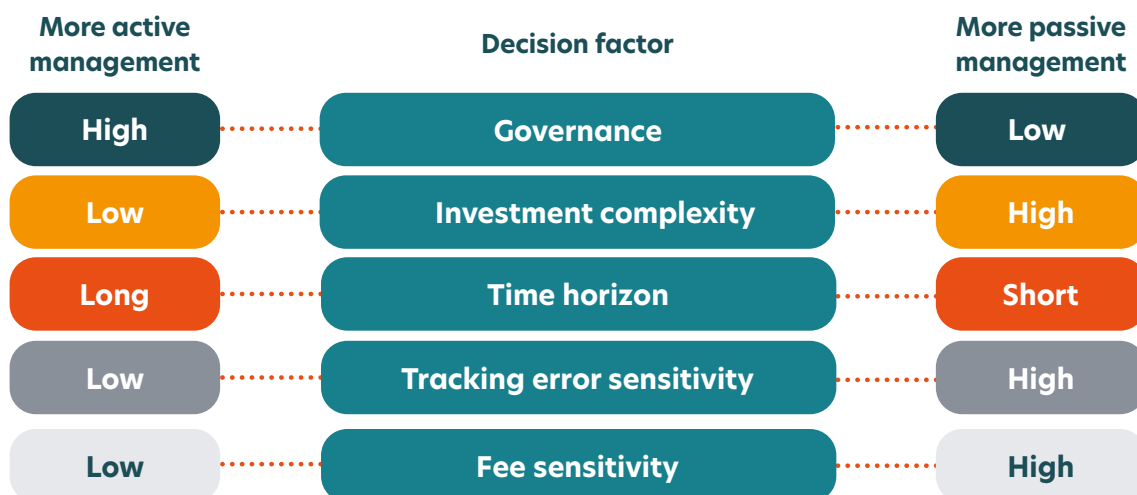 More active
management
Decision factor
More passive
management
High
Governance
Low
Low
Investment complexity
High
Long
Time horizon
Short
Low
Tracking error sensitivity
High
Low
Fee sensitivity
High